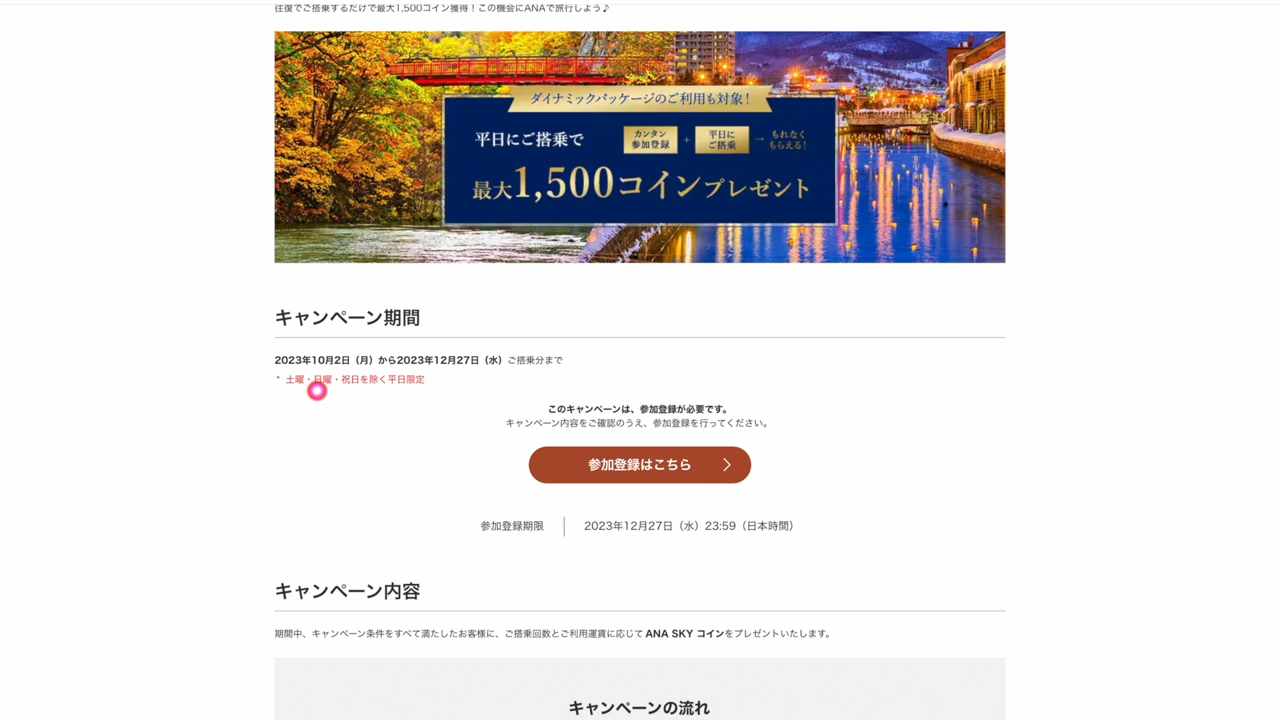 往復でご搭乗するだけで最大1,500コイン獲得！この機会にANAで旅行しよう♪
ダイナミックパッケージのご利用も対象！
平日にご搭乗で
カンタン
参加登録
+
平日に
ご搭乗
→
もれなく
もらえる！
最大1,500コインプレゼント
キャンペーン期間
2023年10月2日（月）から2023年12月27日（水）ご搭乗分まで
* 土曜・日曜・祝日を除く平日限定
このキャンペーンは、参加登録が必要です。
キャンペーン内容をご確認のうえ、参加登録を行ってください。
参加登録はこちら
参加登録期限 2023年12月27日（水）23:59（日本時間）
キャンペーン内容
期間中、キャンペーン条件をすべて満たしたお客様に、ご搭乗回数とご利用運賃に応じて ANA SKY コインをプレゼントいたします。
キャンペーンの流れ